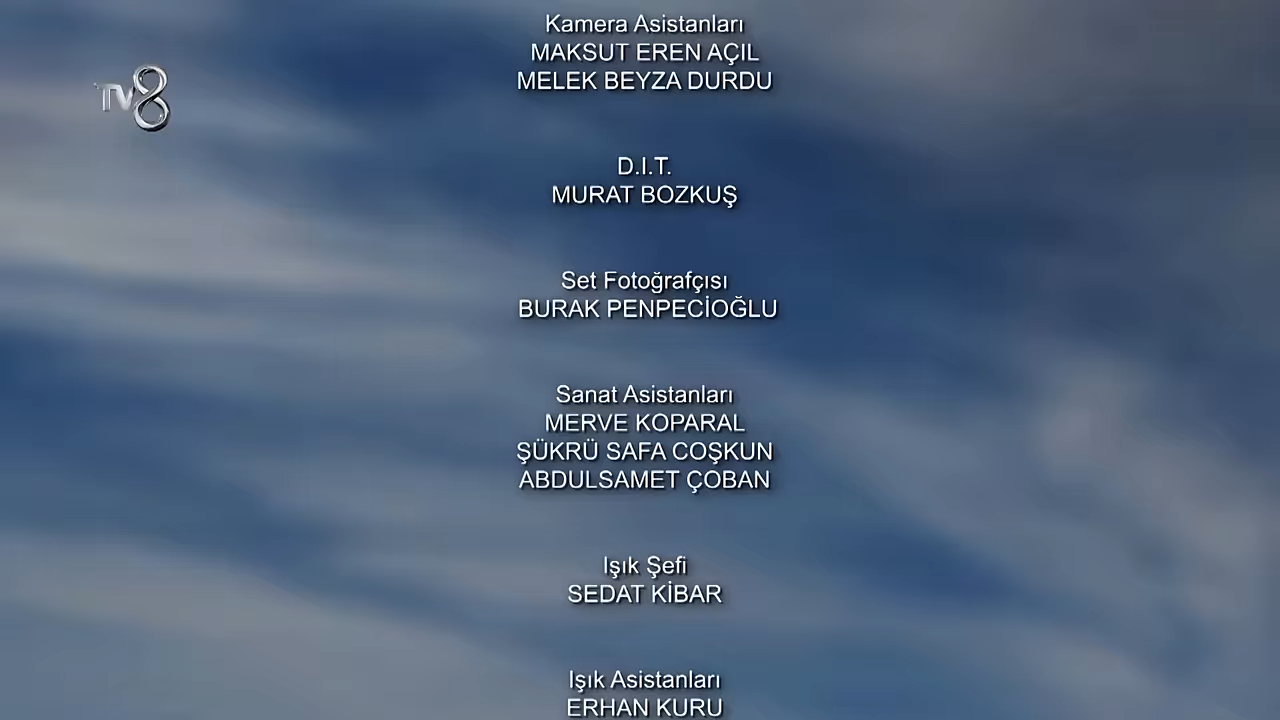 Kamera Asistanları
MAKSUT EREN AÇIL
MELEK BEYZA DURDU
TV8
D.I.T.
MURAT BOZKUŞ
Set Fotoğrafçısı
BURAK PENPECİOĞLU
Sanat Asistanları
MERVE KOPARAL
ŞÜKRÜ SAFA COŞKUN
ABDULSAMET ÇOBAN
Işık Şefi
SEDAT KİBAR
Işık Asistanları
ERHAN KURU